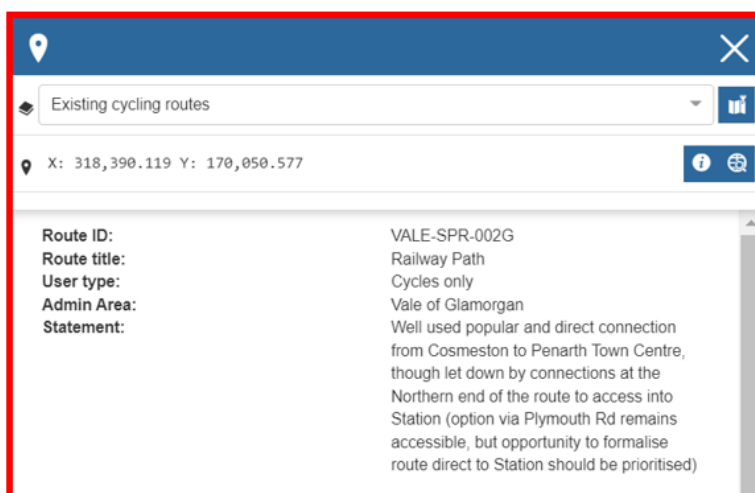 Existing cycling routes
X: 318,390.119 Y: 170,050.577
Route ID: VALE-SPR-002G
Route title: Railway Path
User type: Cycles only
Admin Area: Vale of Glamorgan
Statement: Well used popular and direct connection
from Cosmeston to Penarth Town Centre,
though let down by connections at the
Northern end of the route to access into
Station (option via Plymouth Rd remains
accessible, but opportunity to formalise
route direct to Station should be prioritised)